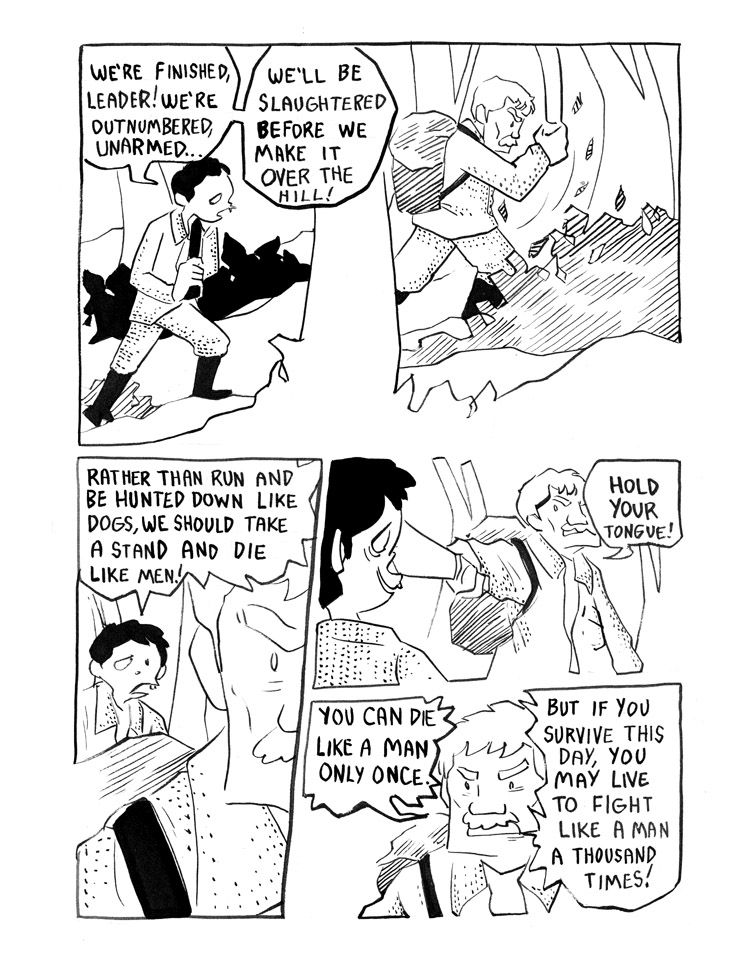 WE'RE FINISHED,
LEADER! WE'RE
OUTNUMBERED,
UNARMED...
WE'LL BE
SLAUGHTERED
BEFORE WE
MAKE IT
OVER THE
HILL!
RATHER THAN RUN AND
BE HUNTED DOWN LIKE
DOGS, WE SHOULD TAKE
A STAND AND DIE
LIKE MEN!
HOLD
YOUR
TONGUE!
YOU CAN DIE
LIKE A MAN
ONLY ONCE.
BUT IF YOU
SURVIVE THIS
DAY, YOU
MAY LIVE
TO FIGHT
LIKE A MAN
A THOUSAND
TIMES!